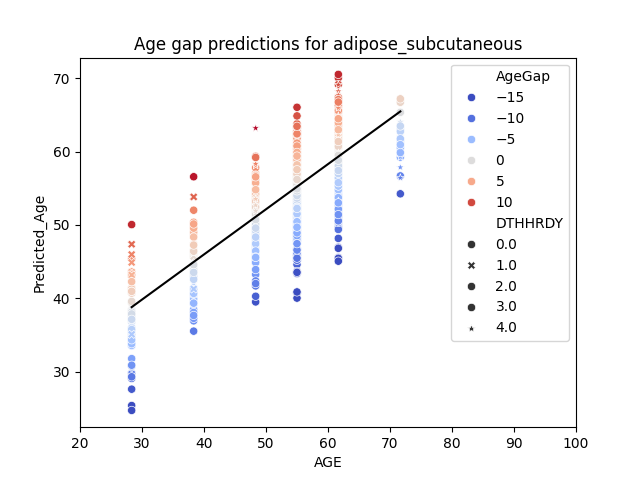 Age gap predictions for adipose_subcutaneous
Predicted_Age
70
60
50
40
30
20 30 40 50 60 70 80 90 100
AGE
AgeGap
−15
−10
−5
0
5
10
DTHHRDY
0.0
1.0
2.0
3.0
4.0